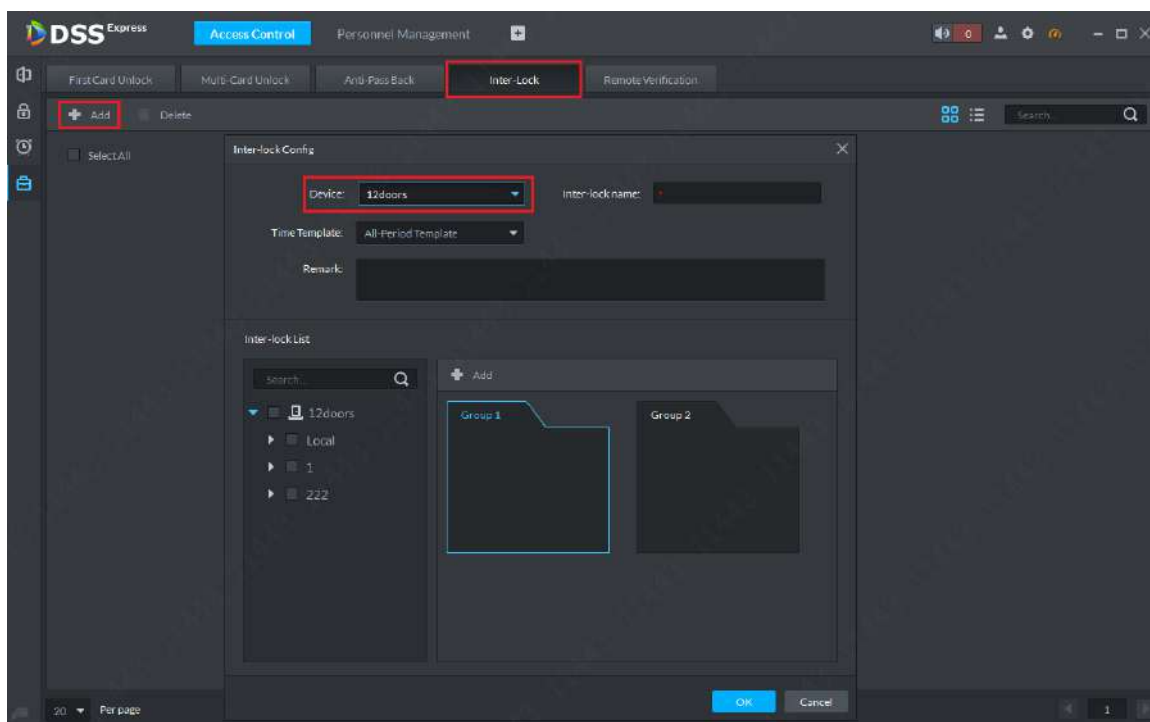 DSS Express Access Control Personnel Management 0
First Card Unlock Multi-Card Unlock Anti-Pass Back Inter-Lock Remote Verification
Add Delete Search...
Select All
Inter-lock Config
Device: 12doors Inter-lock name: *
Time Template: All-Period Template
Remark:
Inter-lock List
Search... Add
12doors
Local
1
222
Group 1 Group 2
OK Cancel
20 Per page 1